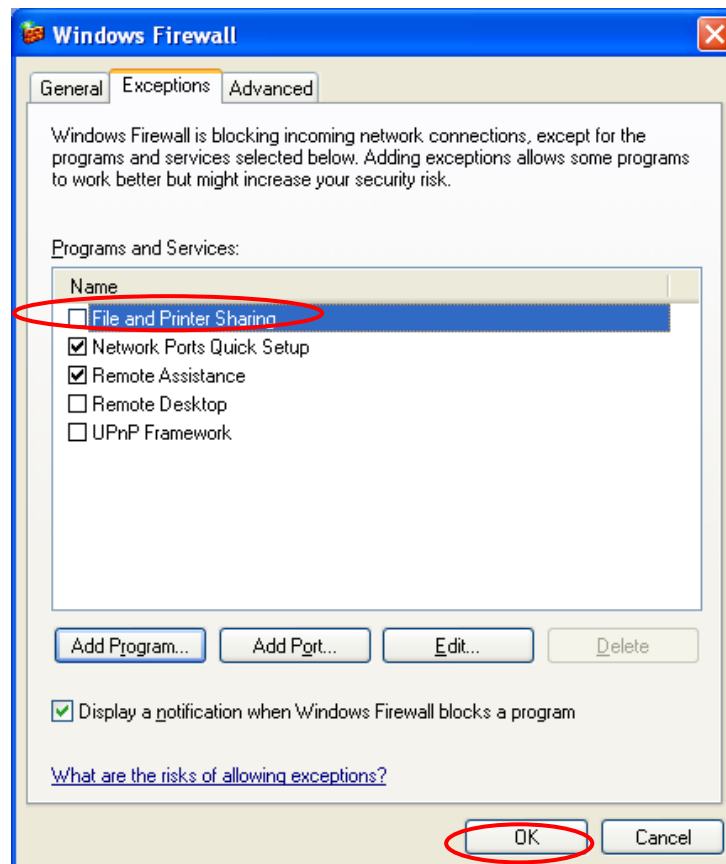 Windows Firewall
General Exceptions Advanced
Windows Firewall is blocking incoming network connections, except for the
programs and services selected below. Adding exceptions allows some programs
to work better but might increase your security risk.
Programs and Services:
Name
File and Printer Sharing
Network Ports Quick Setup
Remote Assistance
Remote Desktop
UPnP Framework
Add Program... Add Port... Edit... Delete
Display a notification when Windows Firewall blocks a program
What are the risks of allowing exceptions?
OK Cancel